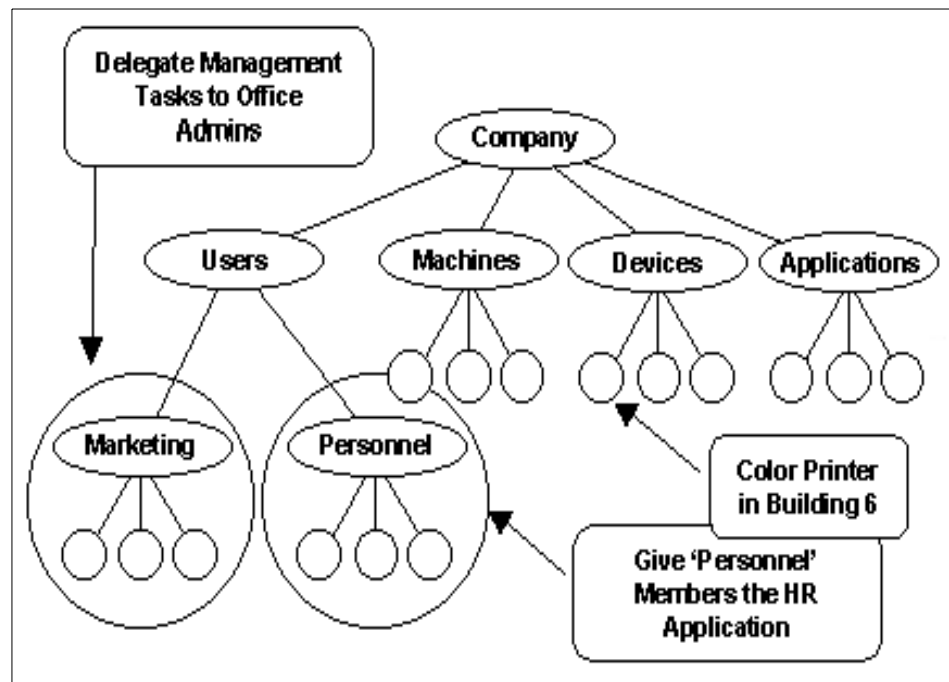 Delegate Management
Tasks to Office
Admins
Company
Users
Machines
Devices
Applications
Marketing
Personnel
Color Printer
in Building 6
Give ‘Personnel’
Members the HR
Application